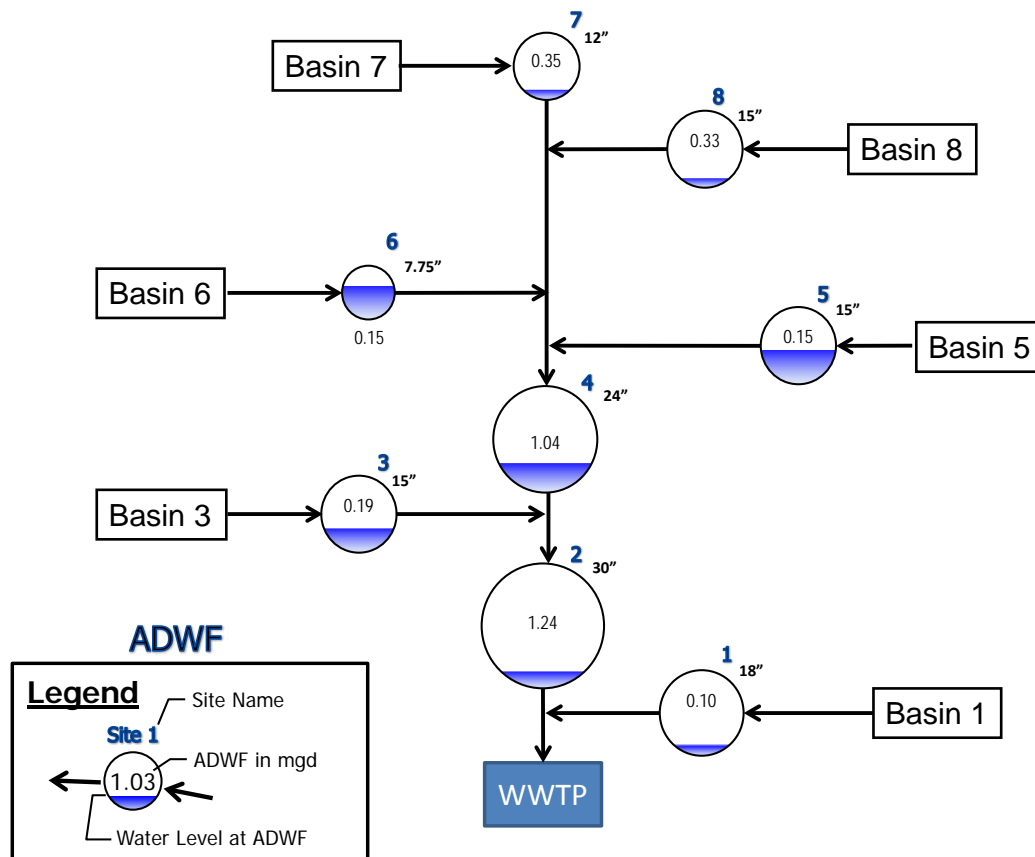 7
12”
0.35
Basin 7
8
15”
0.33
Basin 8
6
7.75”
Basin 6
0.15
5
15”
0.15
Basin 5
4
24”
1.04
3
15”
0.19
Basin 3
2
30”
1.24
1
18”
0.10
Basin 1
WWTP
ADWF
Legend
Site Name
Site 1
ADWF in mgd
1.03
Water Level at ADWF